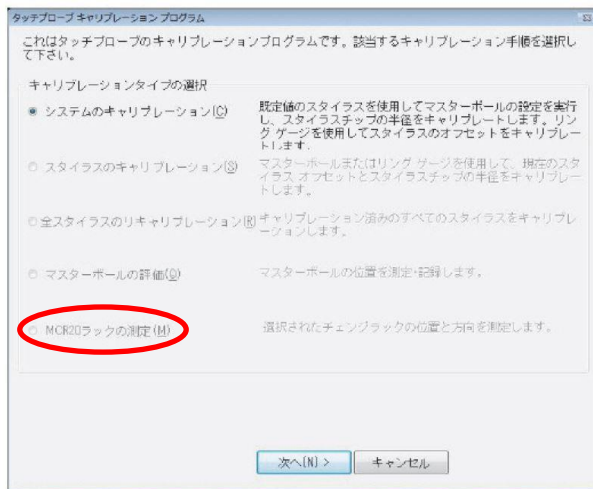 タッチプローブ キャリブレーション プログラム
これはタッチプローブのキャリブレーションプログラムです。該当するキャリブレーション手順を選択し
て下さい。
キャリブレーションタイプの選択
システムのキャリブレーション(C)
既定値のスタイラスを使用してマスターボールの設定を実行
し、スタイラスチップの半径をキャリブレートします。リン
グ ゲージを使用してスタイラスのオフセットをキャリブレー
トします.
スタイラスのキャリブレーション(S)
マスターボールまたはリング ゲージを使用して、現在のスタ
イラス オフセットとスタイラスチップの半径をキャリブレー
トします。
全スタイラスのリキャリブレーション(R)
キャリブレーション済みのすべてのスタイラスをキャリブレ
ーションします。
マスターボールの評価(Q)
マスターボールの位置を測定・記録します。
MCR20ラックの測定(M)
選択されたチェンジラックの位置と方向を測定します。
次へ(N) >
キャンセル